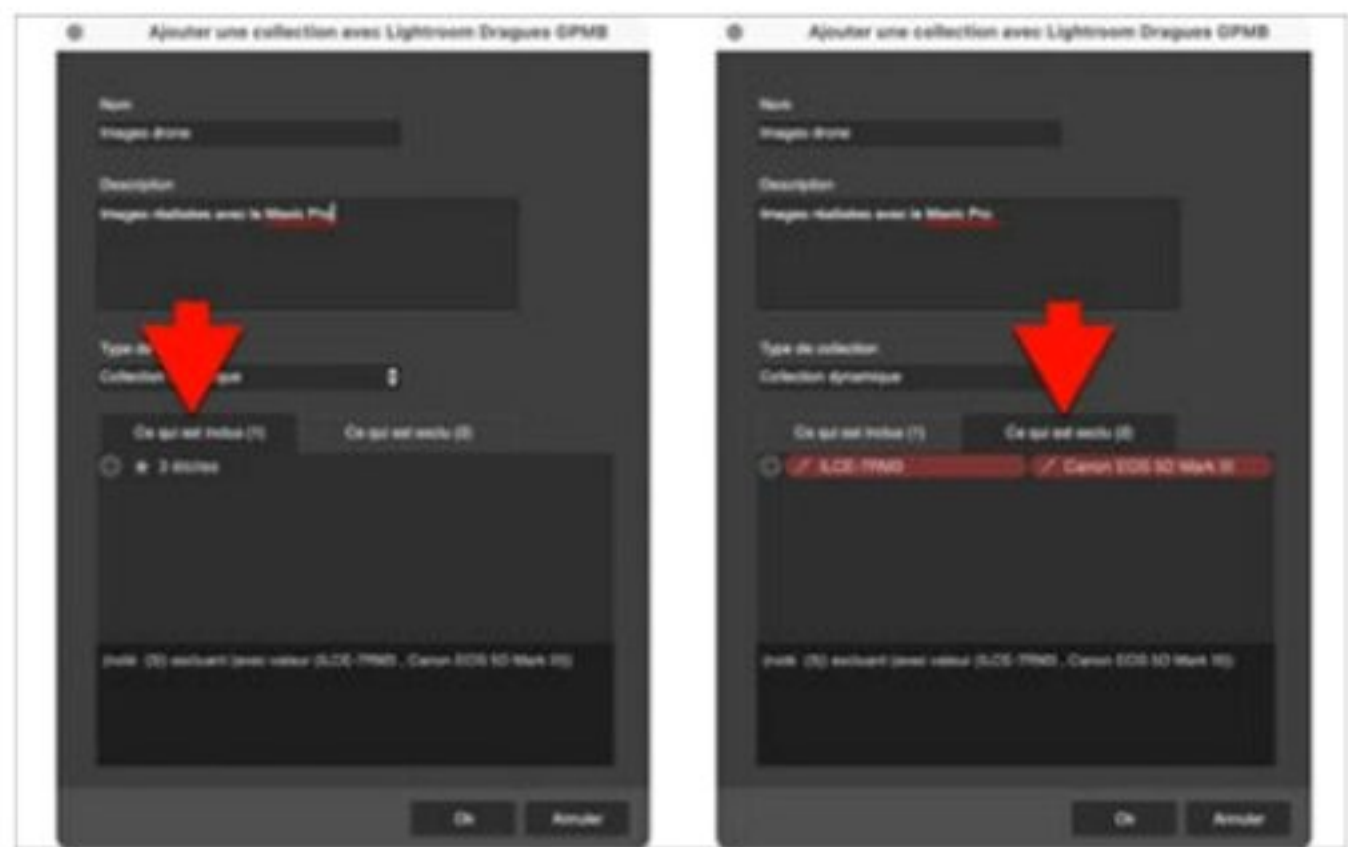 Ajouter une collection avec Lightroom Dragues GPMB
Nom
Images drone
Description
Images réalisées avec le Mavic Pro
Type de
Collection que
Ce qui est inclus (1)
Ce qui est exclu (2)
Ok
Annuler
Ajouter une collection avec Lightroom Dragues GPMB
Nom
Images drone
Description
Images réalisées avec le Mavic Pro
Type de collection
Collection dynamique
Ce qui est inclus (1)
Ce qui est exclu (2)
ILCE-7RM3
Canon EOS 5D Mark III
Ok
Annuler